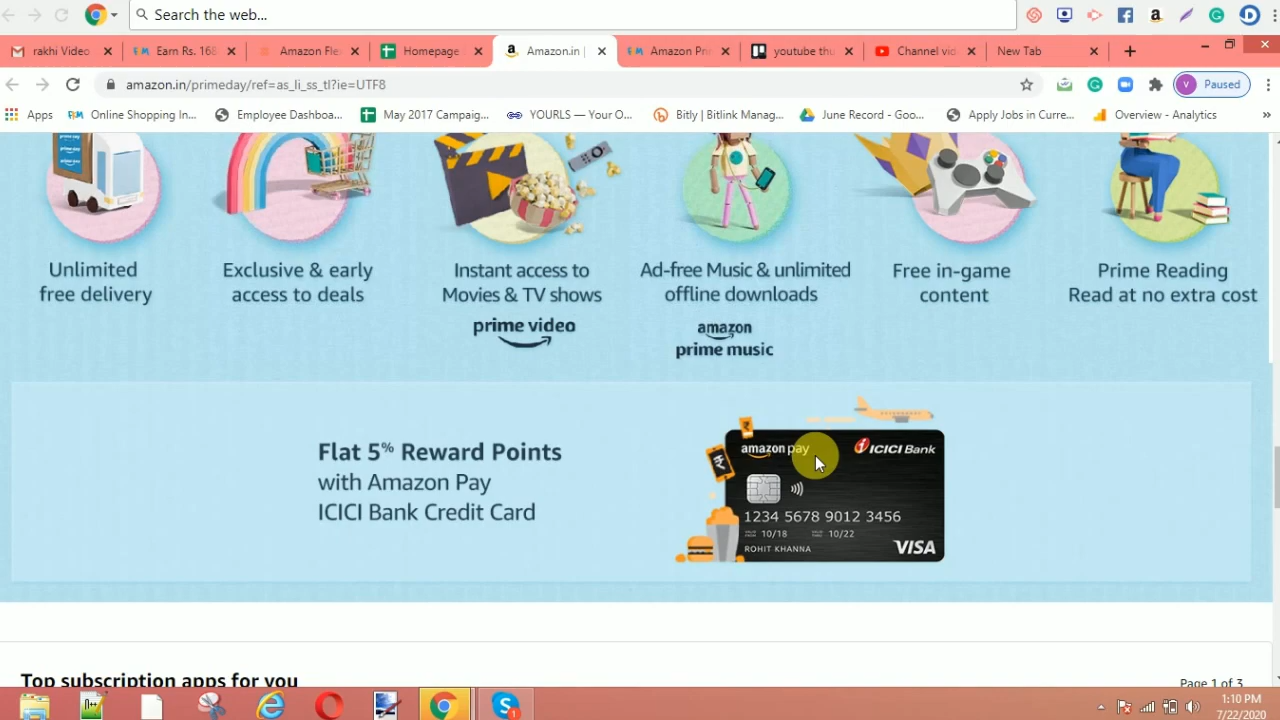 Search the web...
rakhi Video
Earn Rs. 168
Amazon Fle
Homepage
Amazon.in |
Amazon Pri
youtube thu
Channel vid
New Tab
amazon.in/primeday/ref=as_li_ss_tl?ie=UTF8
Paused
Apps
Online Shopping In...
Employee Dashboa...
May 2017 Campaig...
YOURLS — Your O...
Bitly | Bitlink Manag...
June Record - Goo...
Apply Jobs in Curre...
Overview - Analytics
Unlimited
free delivery
Exclusive & early
access to deals
Instant access to
Movies & TV shows
prime video
Ad-free Music & unlimited
offline downloads
amazon
prime music
Free in-game
content
Prime Reading
Read at no extra cost
Flat 5% Reward Points
with Amazon Pay
ICICI Bank Credit Card
amazon pay
ICICI Bank
1234 5678 9012 3456
10/18 10/22
ROHIT KHANNA
VISA
Top subscription apps for you
Page 1 of 3
1:10 PM
7/22/2020